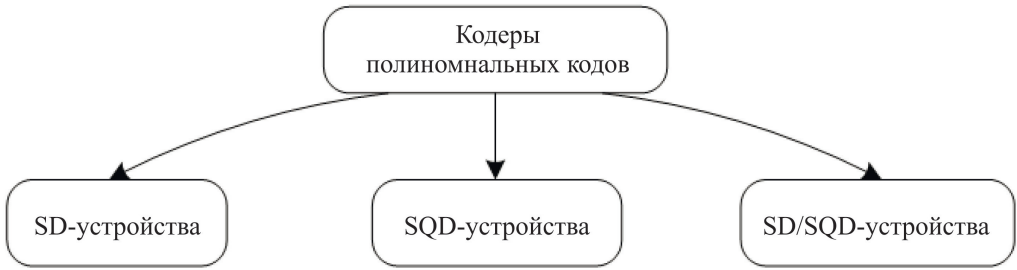 Кодеры
полиномнальных кодов
SD-устройства
SQD-устройства
SD/SQD-устройства